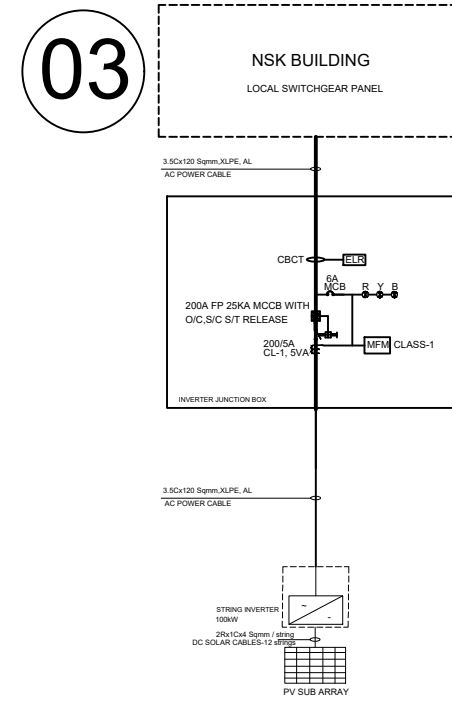 03
NSK BUILDING
LOCAL SWITCHGEAR PANEL
3.5Cx120 Sqmm,XLPE, AL
AC POWER CABLE
CBCT
ELR
6A
MCB
R Y B
200A FP 25KA MCCB WITH
O/C,S/C S/T RELEASE
200/5A
CL-1, 5VA
MFM CLASS-1
INVERTER JUNCTION BOX
3.5Cx120 Sqmm,XLPE, AL
AC POWER CABLE
STRING INVERTER
100kW
~
-
2Rx1Cx4 Sqmm / string
DC SOLAR CABLES-12 strings
PV SUB ARRAY